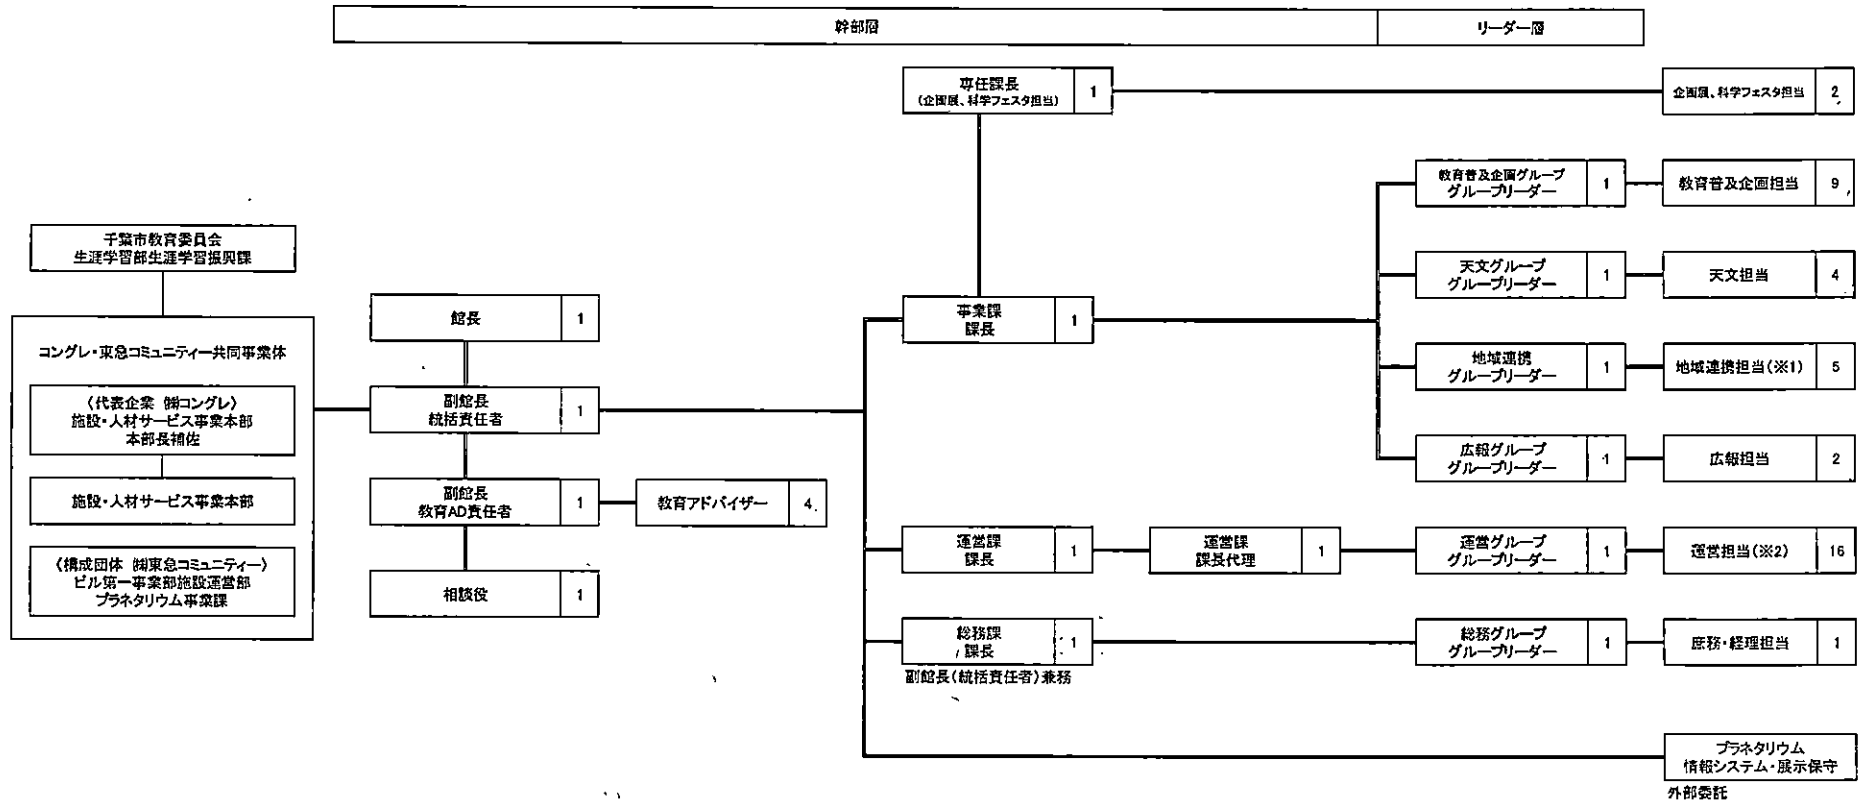 幹部層
リーダー層
専任課長
(企画展、科学フェスタ担当)
1
企画展、科学フェスタ担当
2
教育普及企画グループ
グループリーダー
1
教育普及企画担当
9
千葉市教育委員会
生涯学習部生涯学習振興課
天文グループ
グループリーダー
1
天文担当
4
館長
1
事業課
課長
1
コングレ・東急コミュニティー共同事業体
地域連携
グループリーダー
1
地域連携担当(※1)
5
〈代表企業 ㈱コングレ〉
施設・人材サービス事業本部
本部長補佐
副館長
統括責任者
1
広報グループ
グループリーダー
1
広報担当
2
施設・人材サービス事業本部
副館長
教育AD責任者
1
教育アドバイザー
4
運営課
課長
1
運営課
課長代理
1
運営グループ
グループリーダー
1
運営担当(※2)
16
〈構成団体 ㈱東急コミュニティー〉
ビル第一事業部施設運営部
プラネタリウム事業課
相談役
1
総務課
課長
1
副館長(統括責任者)兼務
総務グループ
グループリーダー
1
庶務・経理担当
1
プラネタリウム
情報システム・展示保守
外部委託